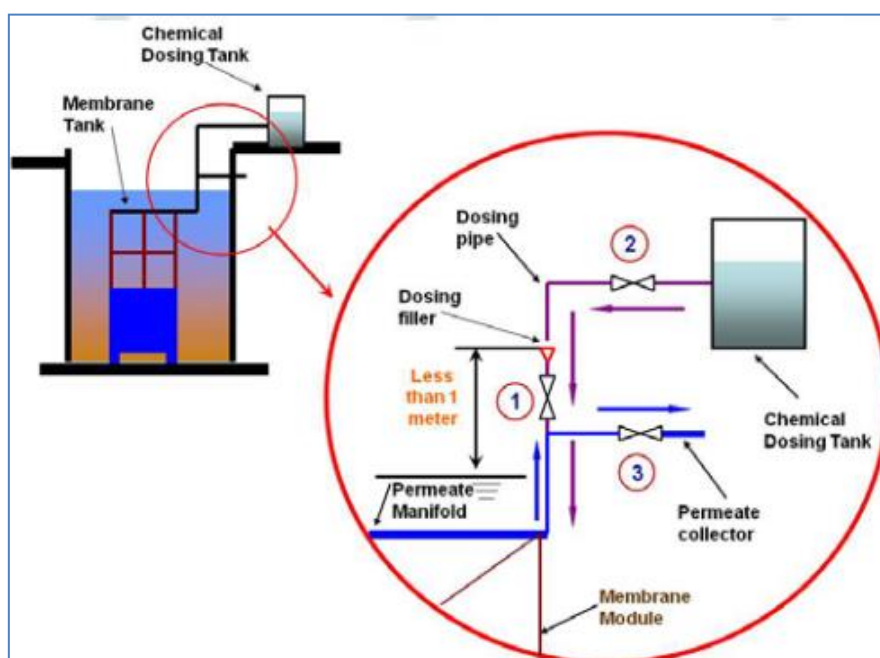 Chemical
Dosing Tank
Membrane
Tank
Dosing
pipe
2
Dosing
filler
Less
than 1
meter
1
Chemical
Dosing Tank
3
Permeate
Manifold
Permeate
collector
Membrane
Module